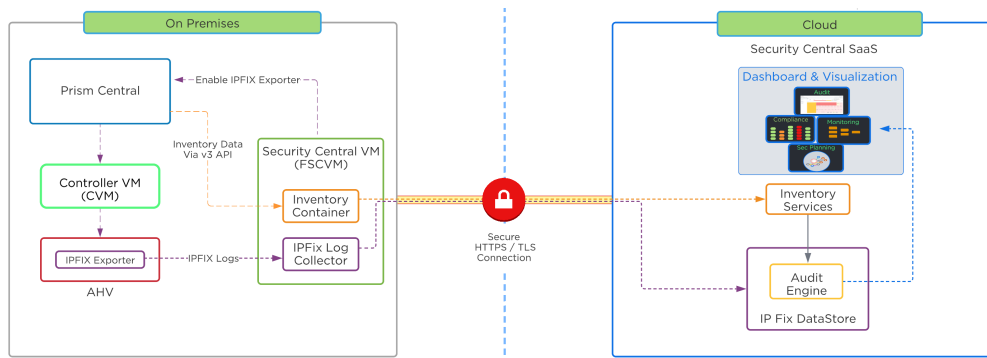 On Premises
Cloud
Security Central SaaS
Enable IPFIX Exporter
Dashboard & Visualization
Prism Central
Audit
Compliance
Monitoring
Sec Planning
Inventory Data
Via v3 API
Security Central VM
(FSCVM)
Controller VM
(CVM)
Inventory
Container
Inventory
Services
Secure
HTTPS / TLS
Connection
IPFIX Exporter
IPFIX Logs
IPFix Log
Collector
AHV
Audit
Engine
IP Fix DataStore